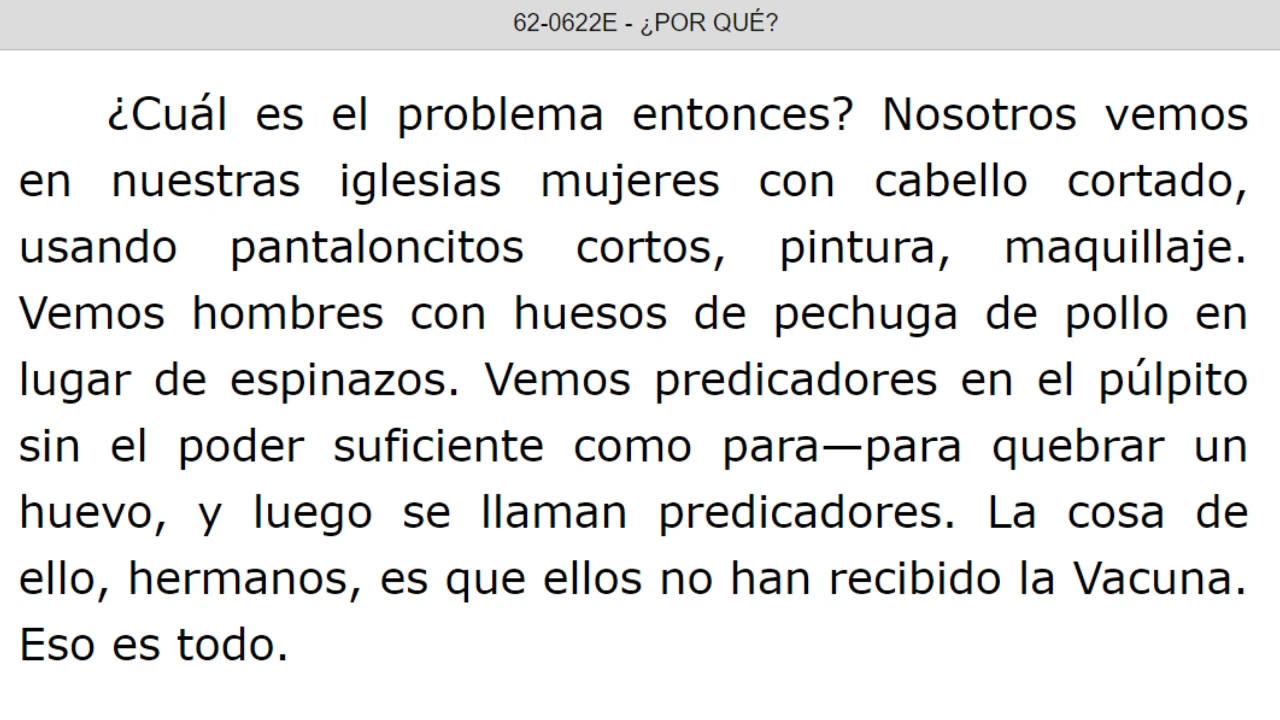 62-0622E - ¿POR QUÉ?
¿Cuál es el problema entonces? Nosotros vemos
en nuestras iglesias mujeres con cabello cortado,
usando pantaloncitos cortos, pintura, maquillaje.
Vemos hombres con huesos de pechuga de pollo en
lugar de espinazos. Vemos predicadores en el púlpito
sin el poder suficiente como para—para quebrar un
huevo, y luego se llaman predicadores. La cosa de
ello, hermanos, es que ellos no han recibido la Vacuna.
Eso es todo.